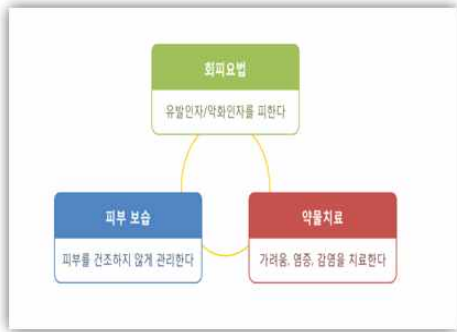 회피요법
유발인자/악화인자를 피한다
피부 보습
피부를 건조하지 않게 관리한다
약물치료
가려움, 염증, 감염을 치료한다